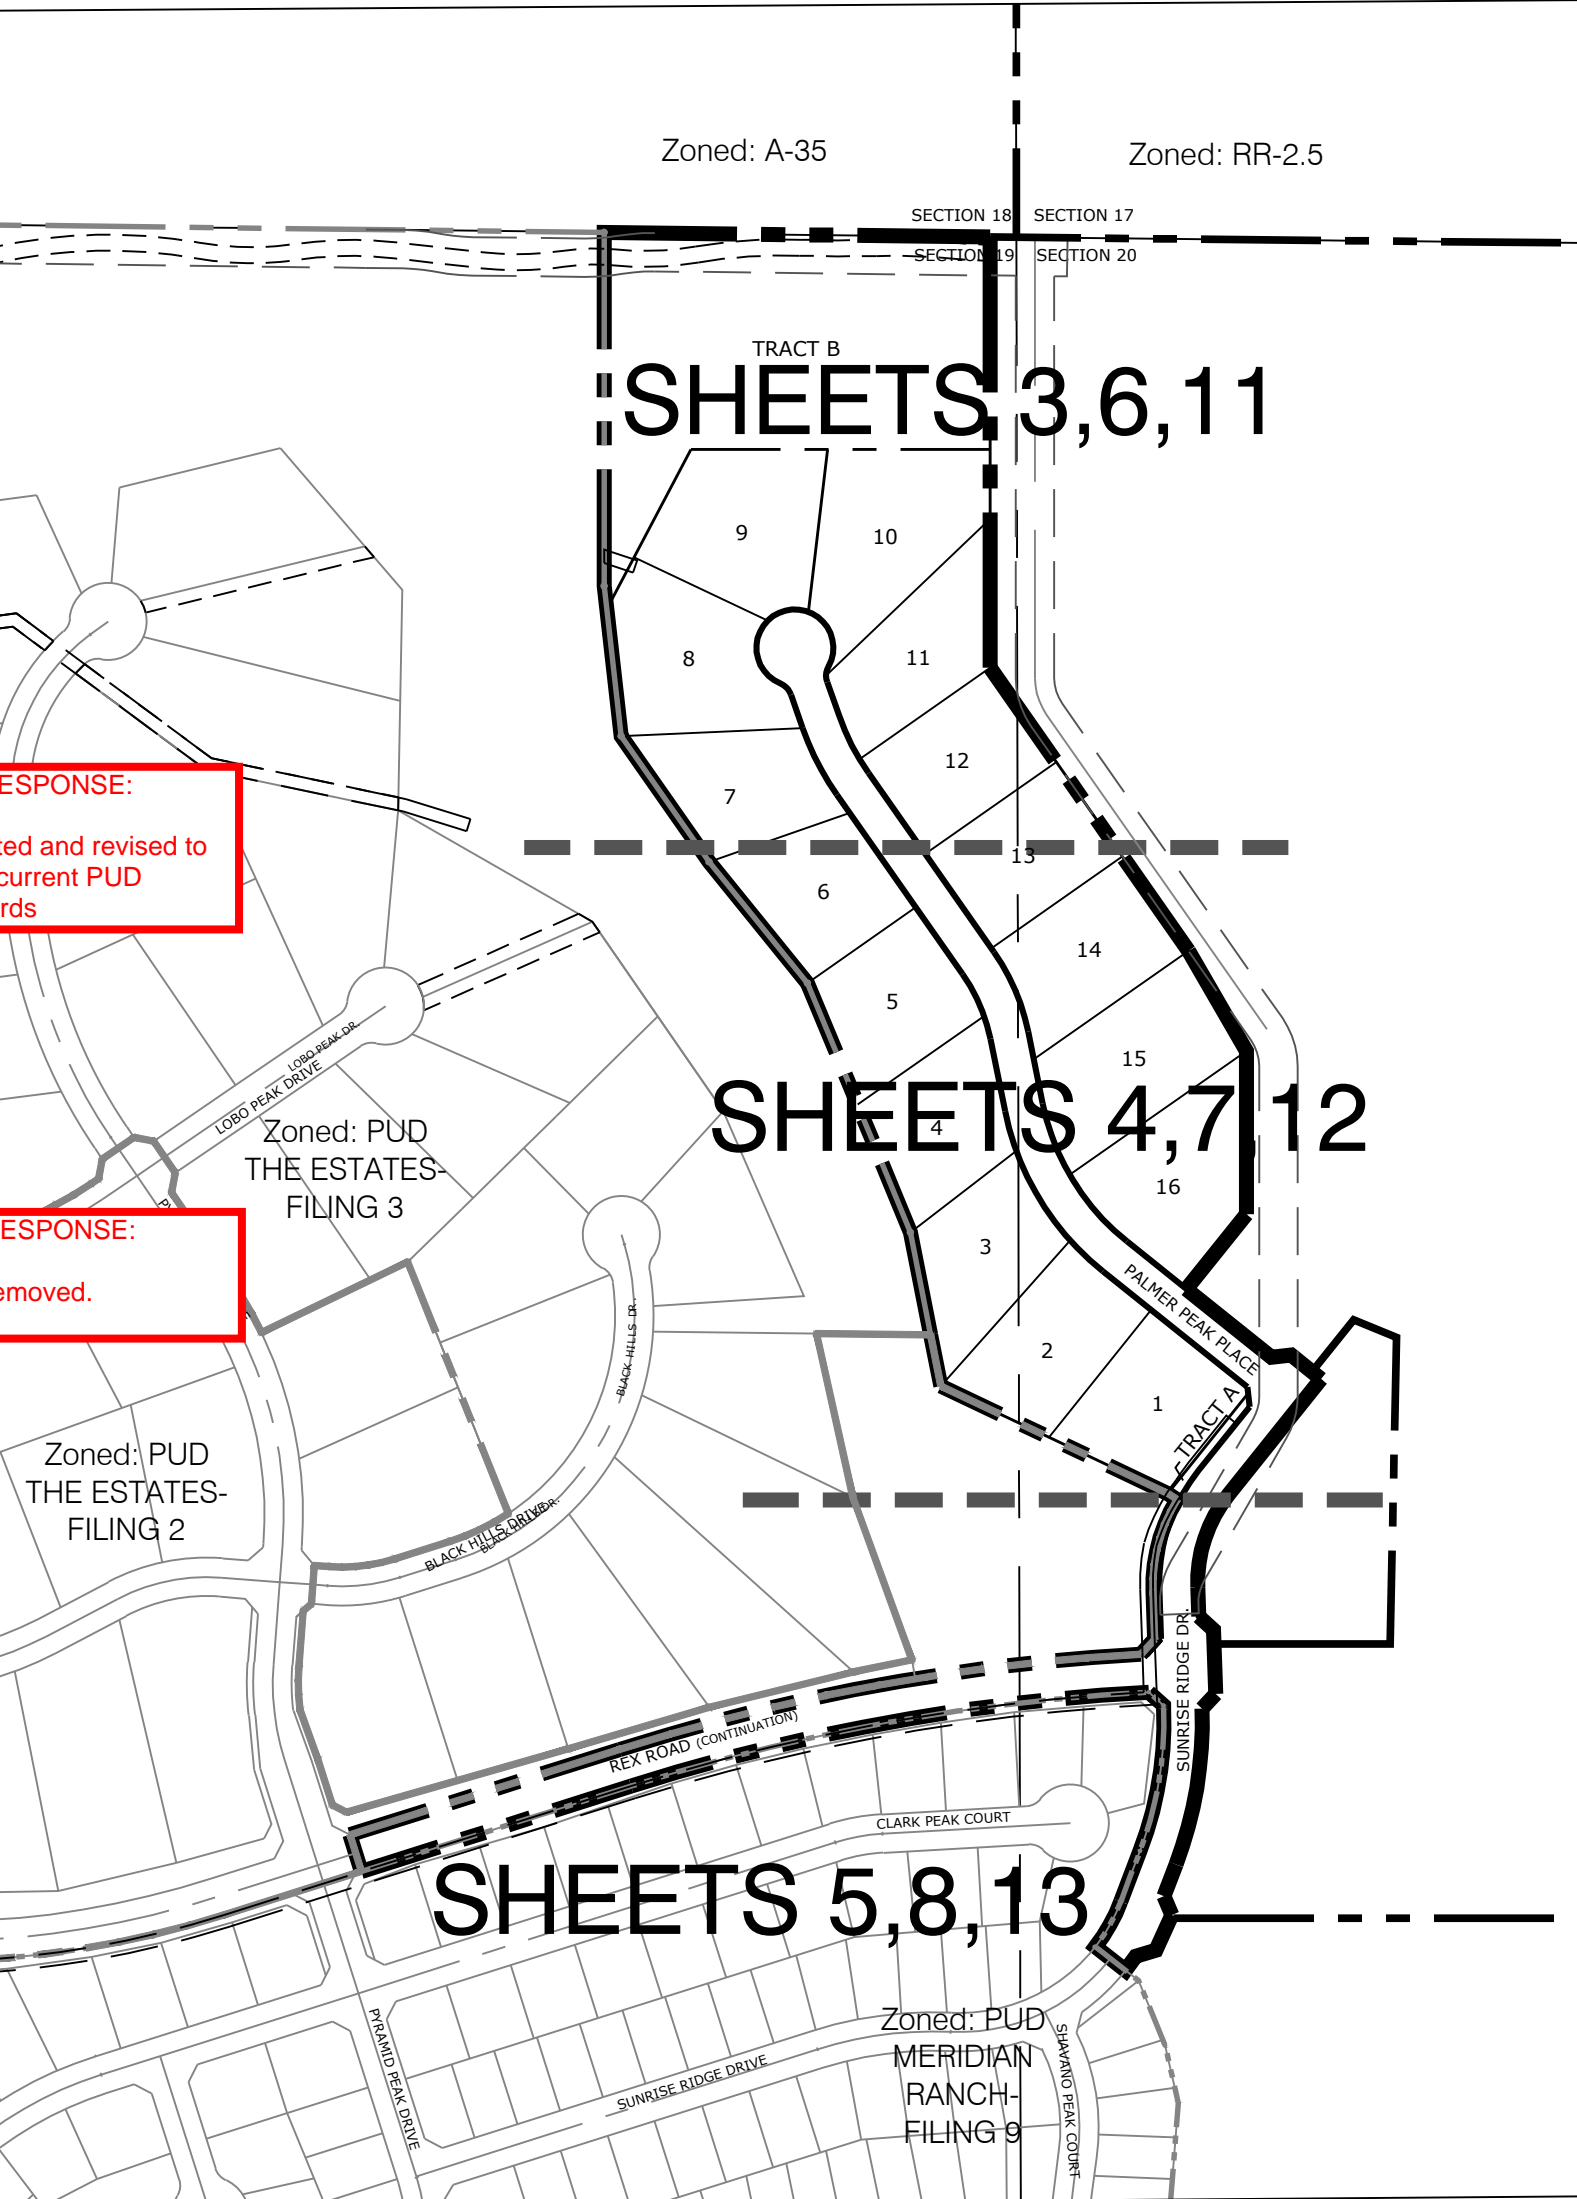 Zoned: A-35
Zoned: RR-2.5
SECTION 18
SECTION 17
SECTION 19
SECTION 20
TRACT B
SHEETS 3,6,11
9
10
8
11
12
7
13
6
14
5
15
4
16
3
2
1
ESPONSE:
ted and revised to
current PUD
rds
LOBO PEAK DR.
LOBO PEAK DRIVE
Zoned: PUD
THE ESTATES-
FILING 3
SHEETS 4,7,12
ESPONSE:
emoved.
BLACK HILLS DR.
PALMER PEAK PLACE
TRACT A
Zoned: PUD
THE ESTATES-
FILING 2
BLACK HILLS DRIVE
BLACK HILLS DR.
SUNRISE RIDGE DR.
REX ROAD (CONTINUATION)
CLARK PEAK COURT
SHEETS 5,8,13
PYRAMID PEAK DRIVE
SUNRISE RIDGE DRIVE
Zoned: PUD
MERIDIAN
RANCH-
FILING 9
SHAVANO PEAK COURT